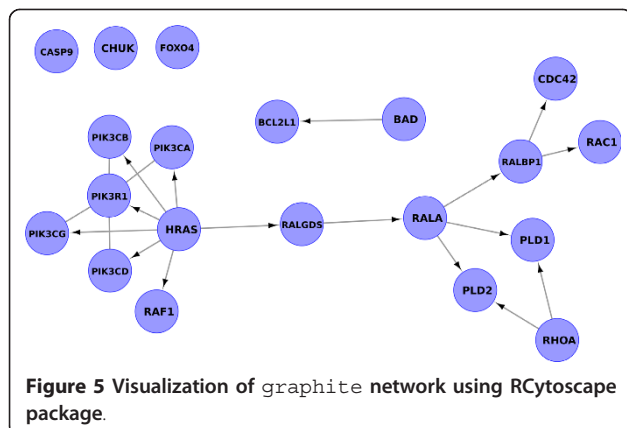 CASP9
CHUK
FOXO4
CDC42
BCL2L1
BAD
PIK3CB
PIK3CA
RAC1
RALBP1
PIK3R1
PIK3CG
HRAS
RALGDS
RALA
PLD1
PIK3CD
PLD2
RAF1
RHOA
Figure 5 Visualization of graphite network using RCytoscape
package.